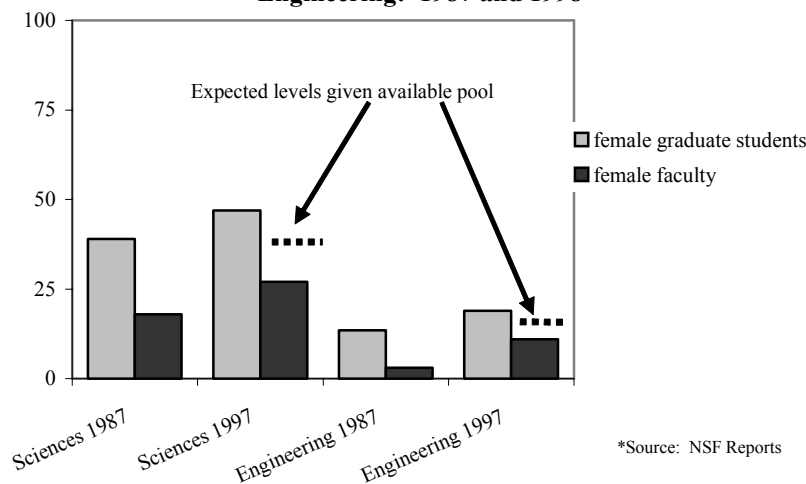 Engineering: 1987 and 1996
100
Expected levels given available pool
75
female graduate students
female faculty
50
25
0
Sciences 1987
Sciences 1997
Engineering 1987
Engineering 1997
*Source: NSF Reports